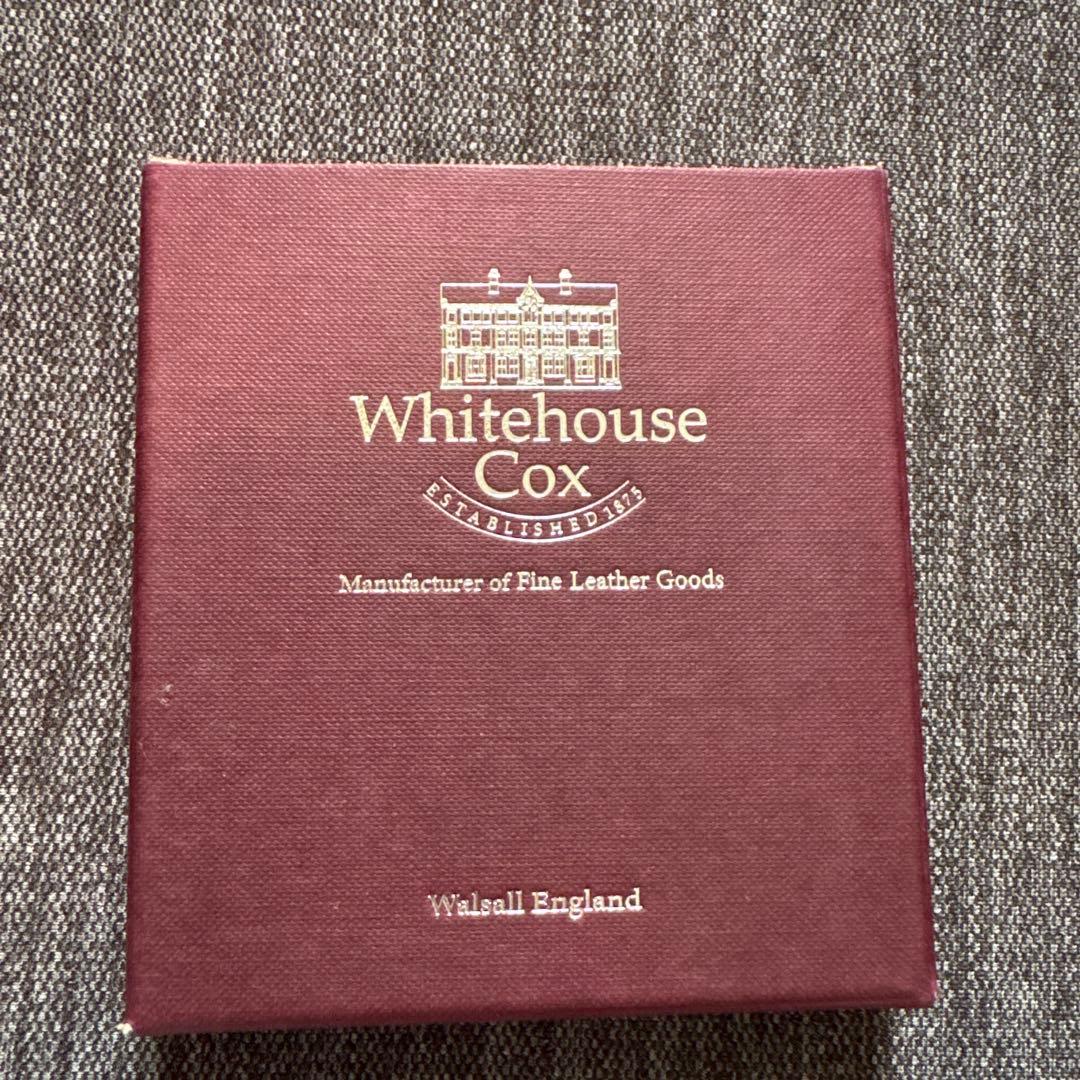 Whitehouse
Cox
ESTABLISHED 1875
Manufacturer of Fine Leather Goods
Walsall England